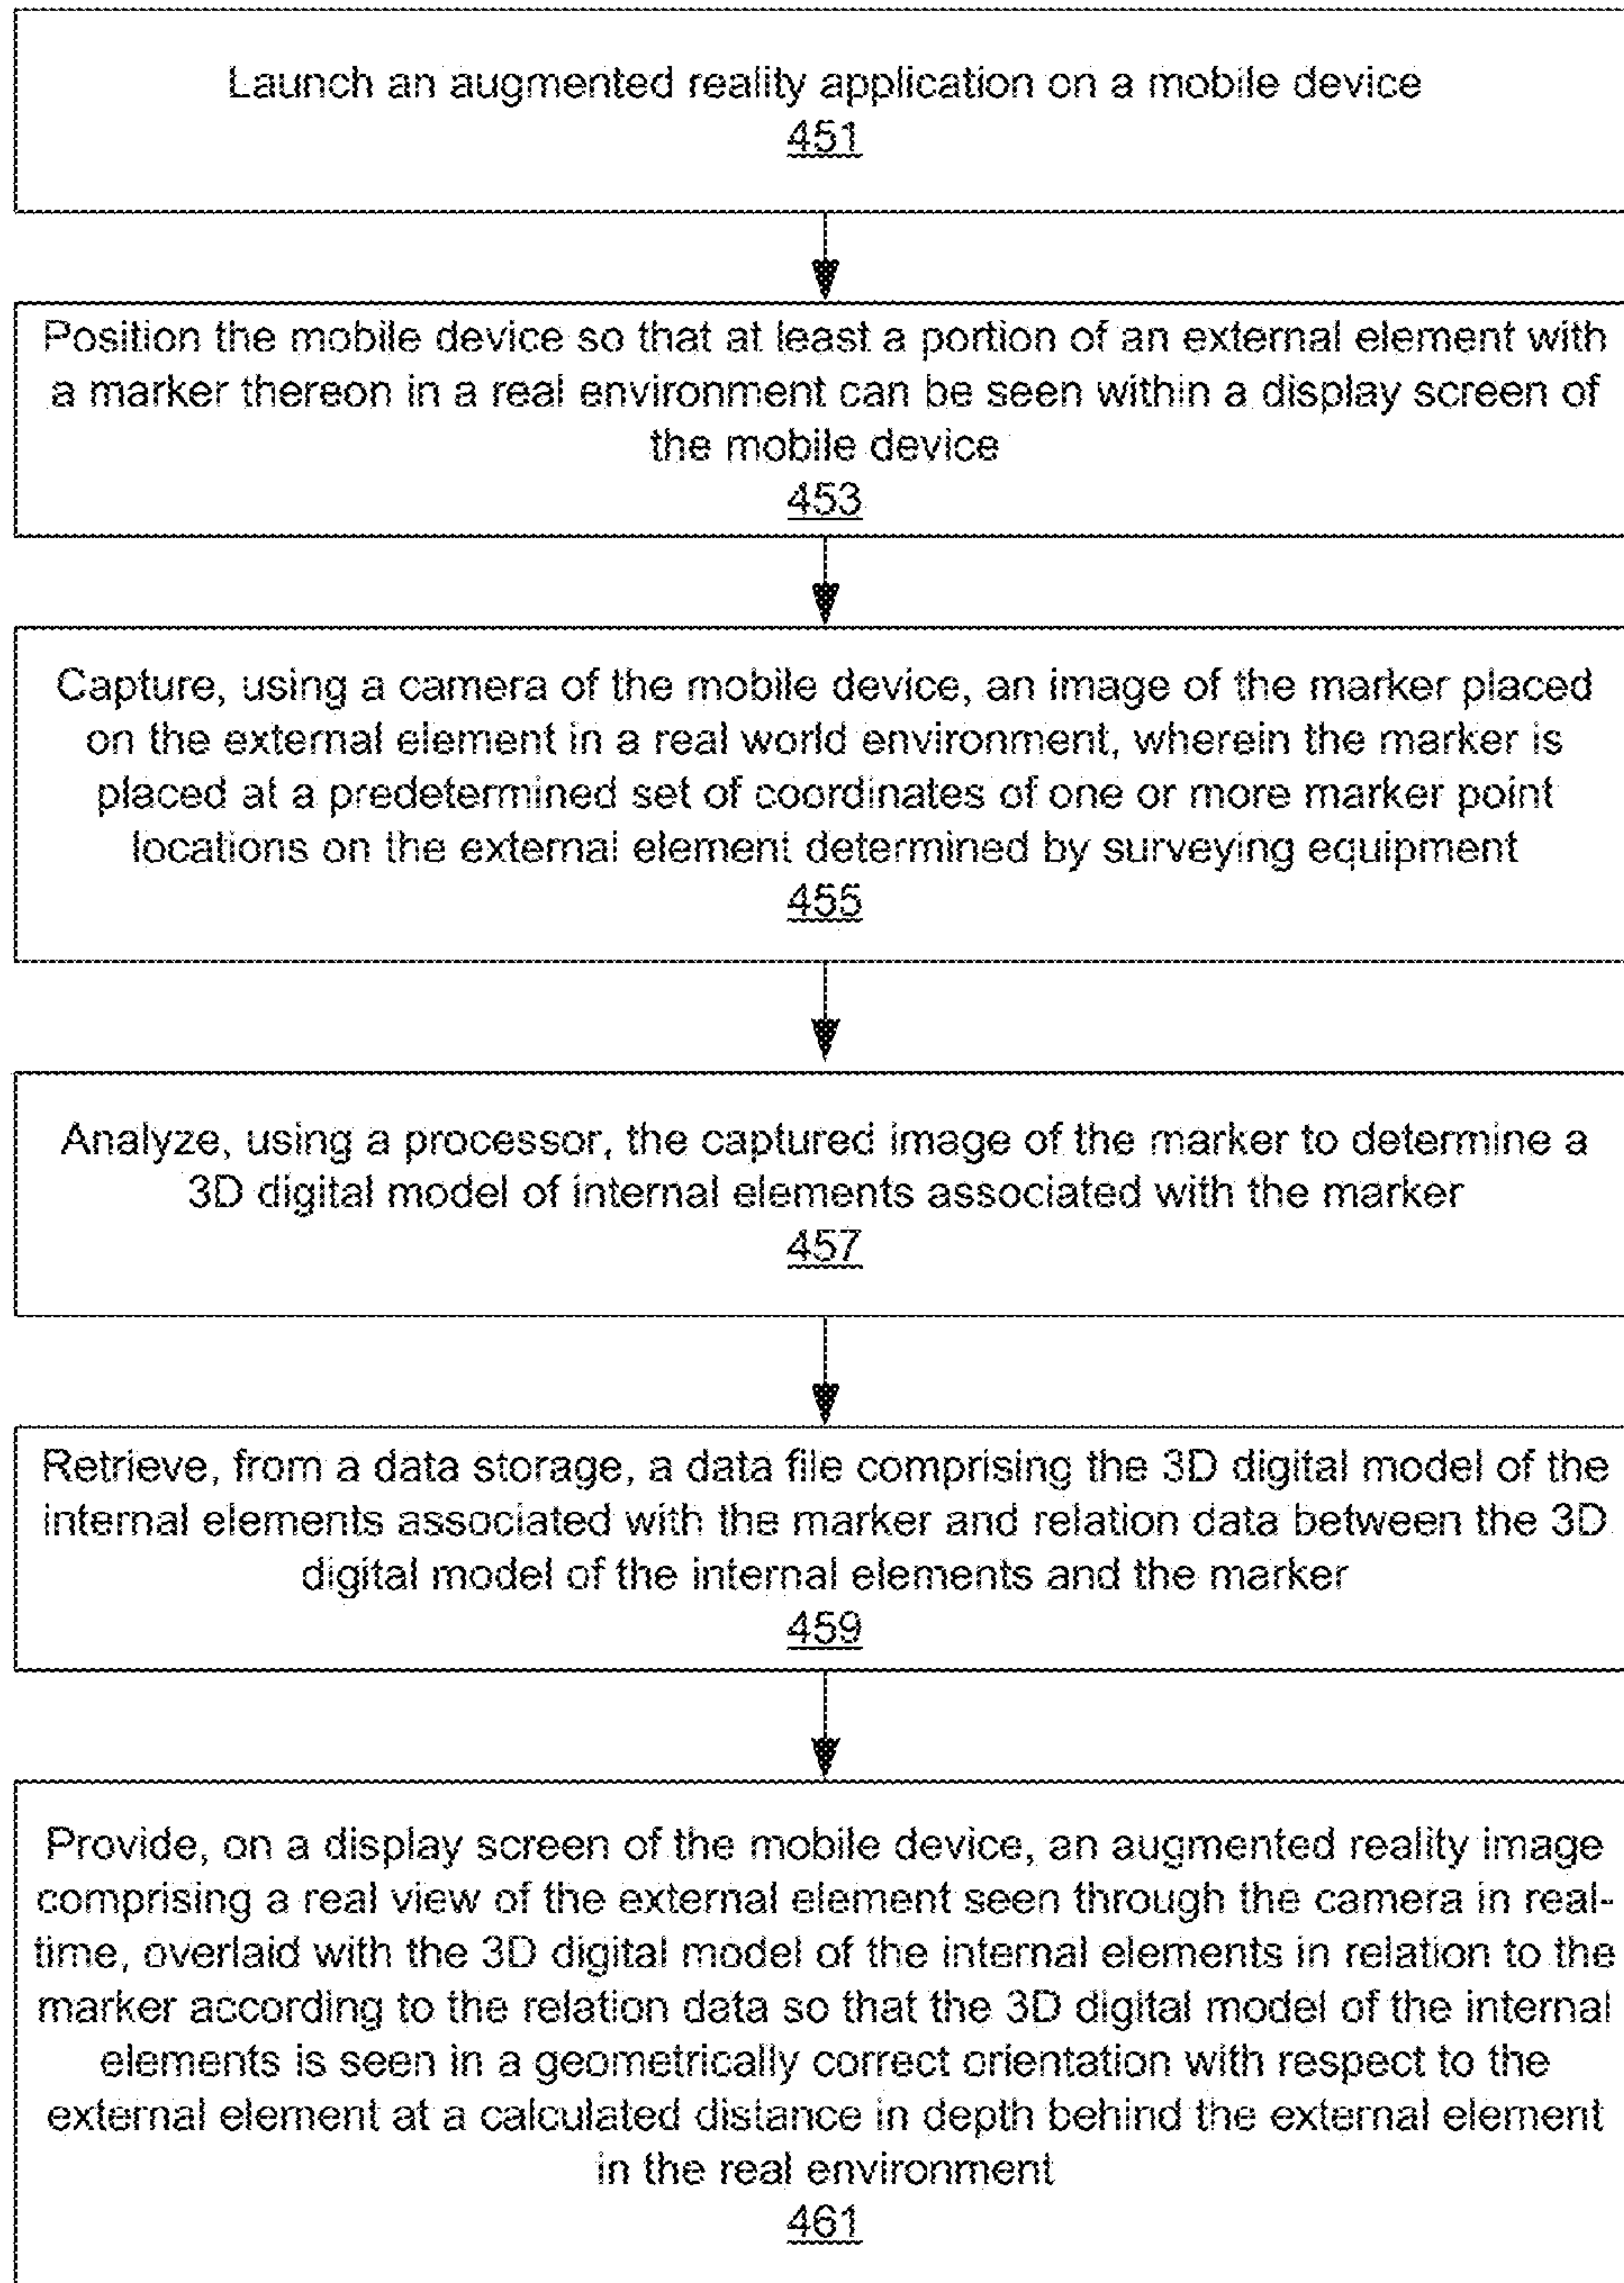 Launch an augmented reality application on a mobile device
451
Position the mobile device so that at least a portion of an external element with
a marker thereon in a real environment can be seen within a display screen of
the mobile device
453
Capture, using a camera of the mobile device, an image of the marker placed
on the external element in a real world environment, wherein the marker is
placed at a predetermined set of coordinates of one or more marker point
locations on the external element determined by surveying equipment
455
Analyze, using a processor, the captured image of the marker to determine a
3D digital model of internal elements associated with the marker
457
Retrieve, from a data storage, a data file comprising the 3D digital model of the
internal elements associated with the marker and relation data between the 3D
digital model of the internal elements and the marker
459
Provide, on a display screen of the mobile device, an augmented reality image
comprising a real view of the external element seen through the camera in real-
time, overlaid with the 3D digital model of the internal elements in relation to the
marker according to the relation data so that the 3D digital model of the internal
elements is seen in a geometrically correct orientation with respect to the
external element at a calculated distance in depth behind the external element
in the real environment
461